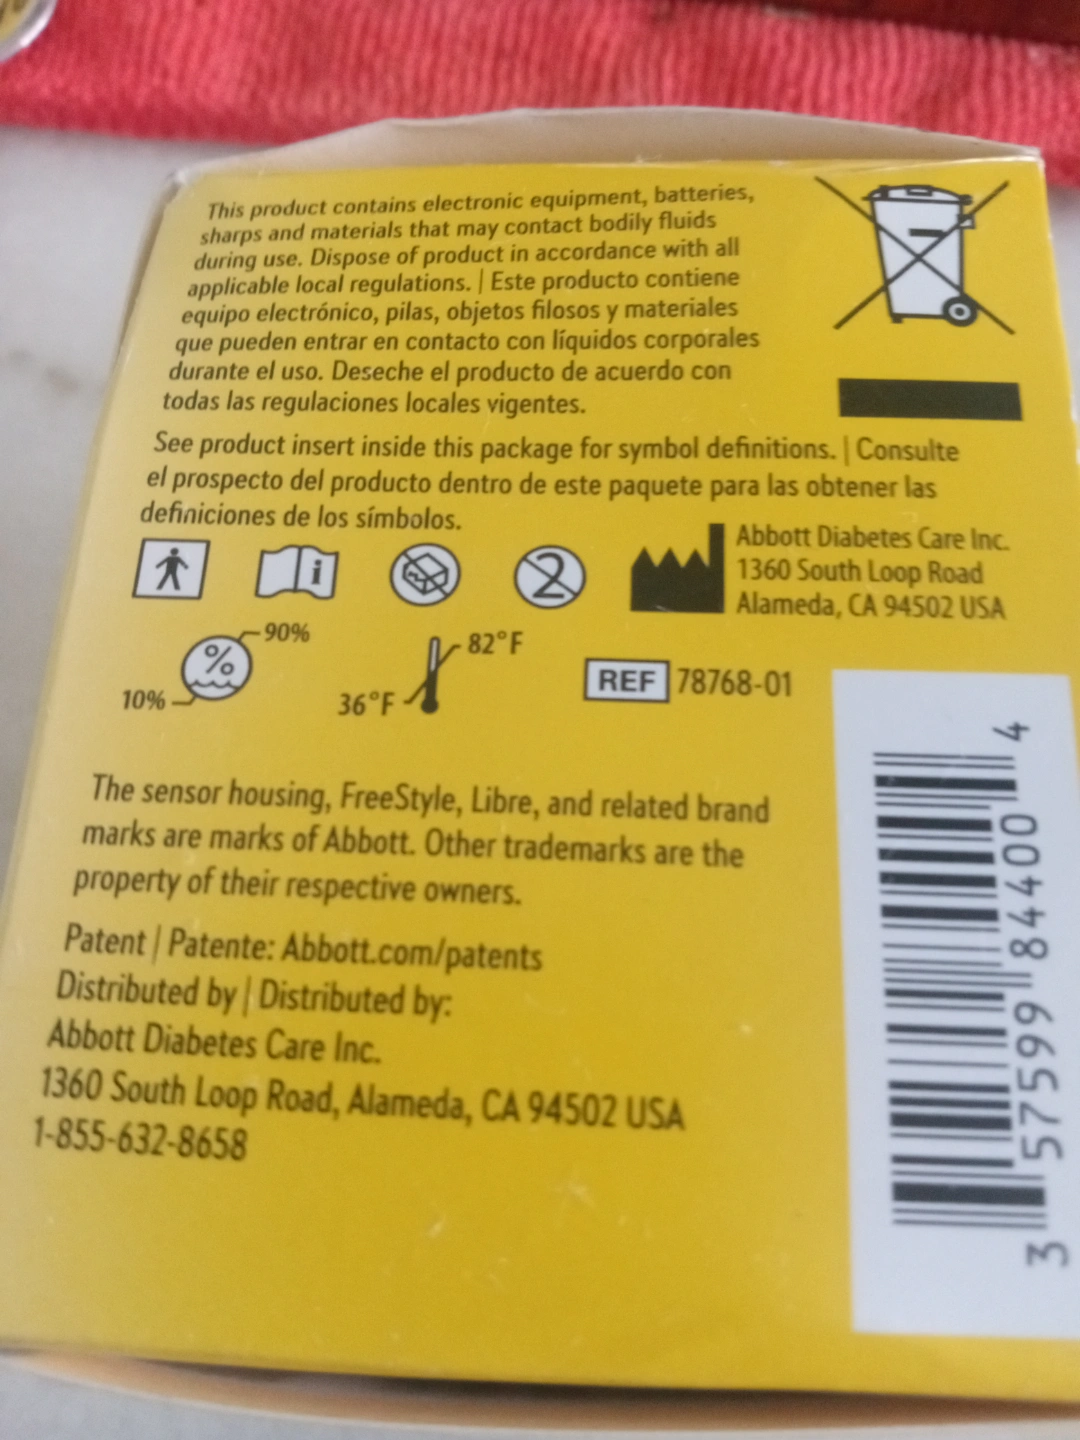 This product contains electronic equipment, batteries,
sharps and materials that may contact bodily fluids
during use. Dispose of product in accordance with all
applicable local regulations. | Este producto contiene
equipo electrónico, pilas, objetos filosos y materiales
que pueden entrar en contacto con líquidos corporales
durante el uso. Deseche el producto de acuerdo con
todas las regulaciones locales vigentes.
See product insert inside this package for symbol definitions. | Consulte
el prospecto del producto dentro de este paquete para las obtener las
definiciones de los símbolos.
i
2
Abbott Diabetes Care Inc.
1360 South Loop Road
Alameda, CA 94502 USA
10% % 90%
36°F 82°F
REF 78768-01
The sensor housing, FreeStyle, Libre, and related brand
marks are marks of Abbott. Other trademarks are the
property of their respective owners.
Patent | Patente: Abbott.com/patents
Distributed by | Distributed by:
Abbott Diabetes Care Inc.
1360 South Loop Road, Alameda, CA 94502 USA
1-855-632-8658
3 57599 84400 4